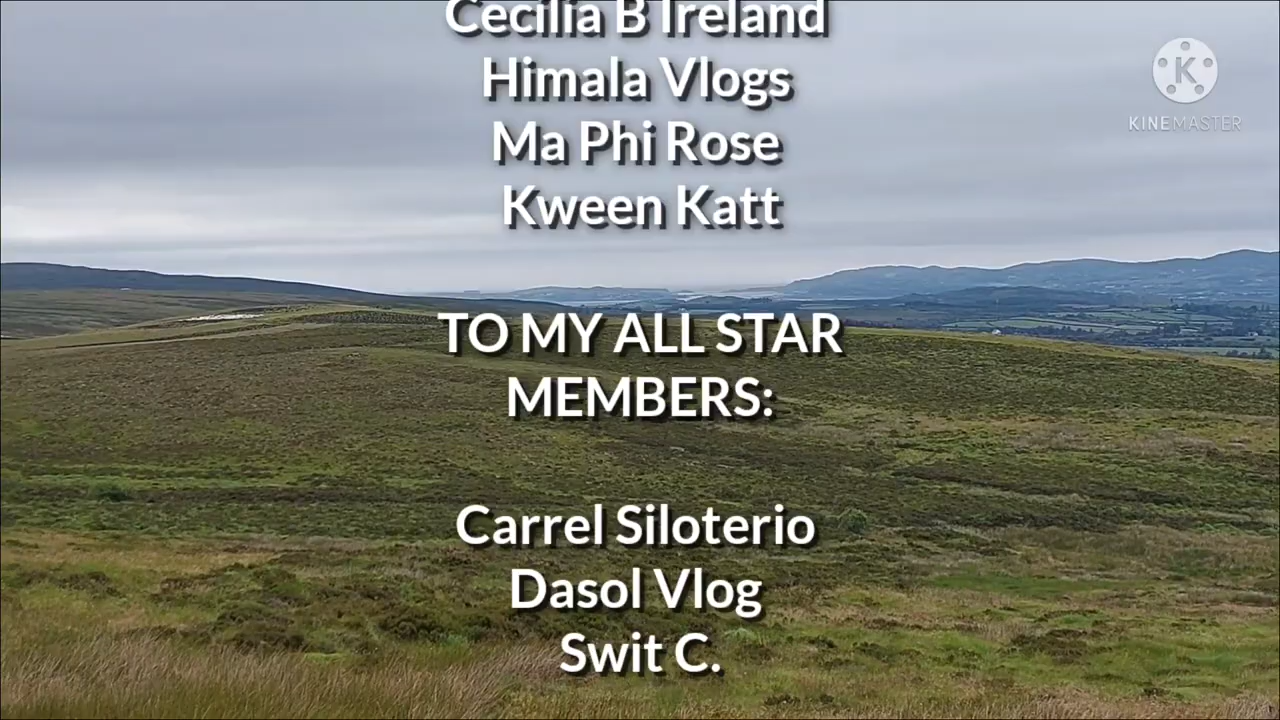 Cecilia B Ireland
Himala Vlogs
Ma Phi Rose
Kween Katt
TO MY ALL STAR
MEMBERS:
Carrel Siloterio
Dasol Vlog
Swit C.
K
KINEMASTER